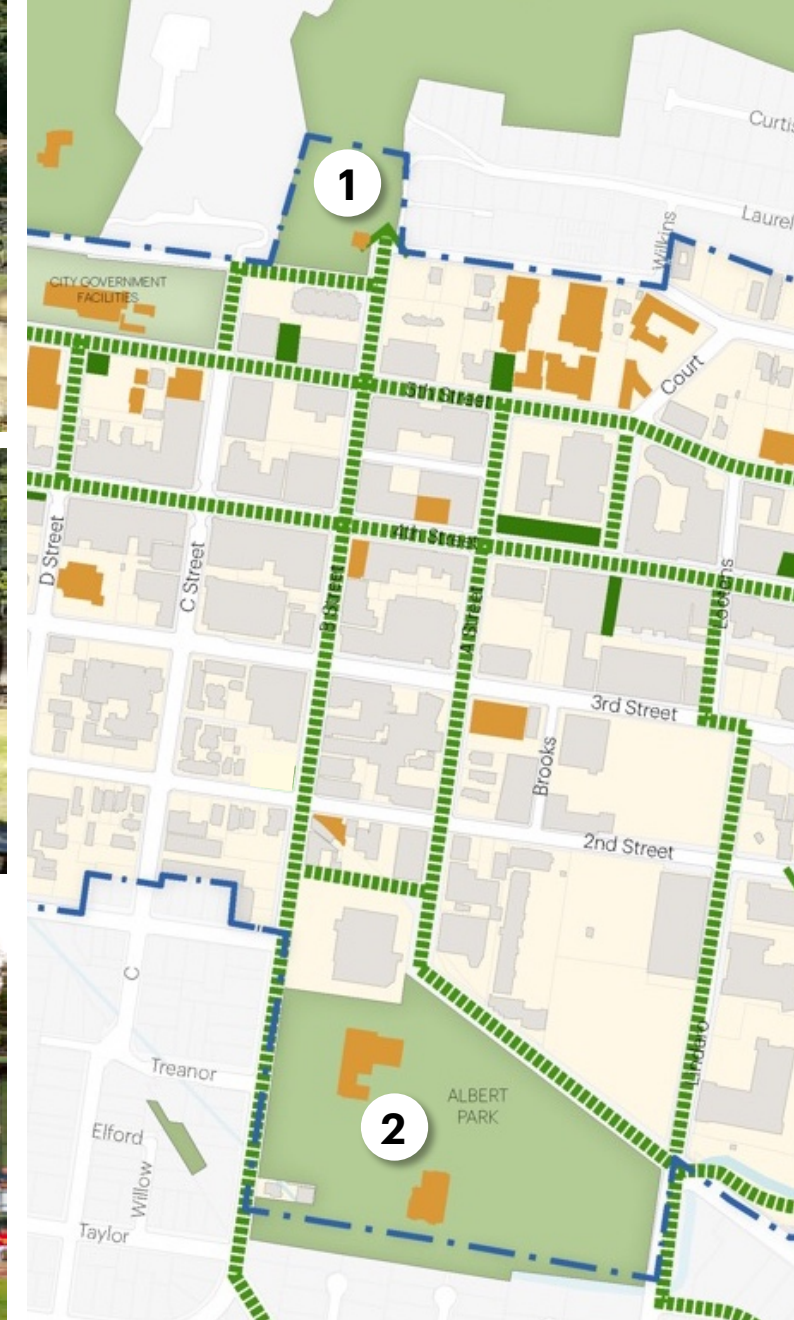 Curtis
1
Laurel
Wilkins
CITY GOVERNMENT
FACILITIES
Court
5th Street
4th Street
D Street
C Street
B Street
A Street
Lootens
3rd Street
Brooks
2nd Street
C
Treanor
Lindaro
ALBERT
PARK
2
Elford
Willow
Taylor